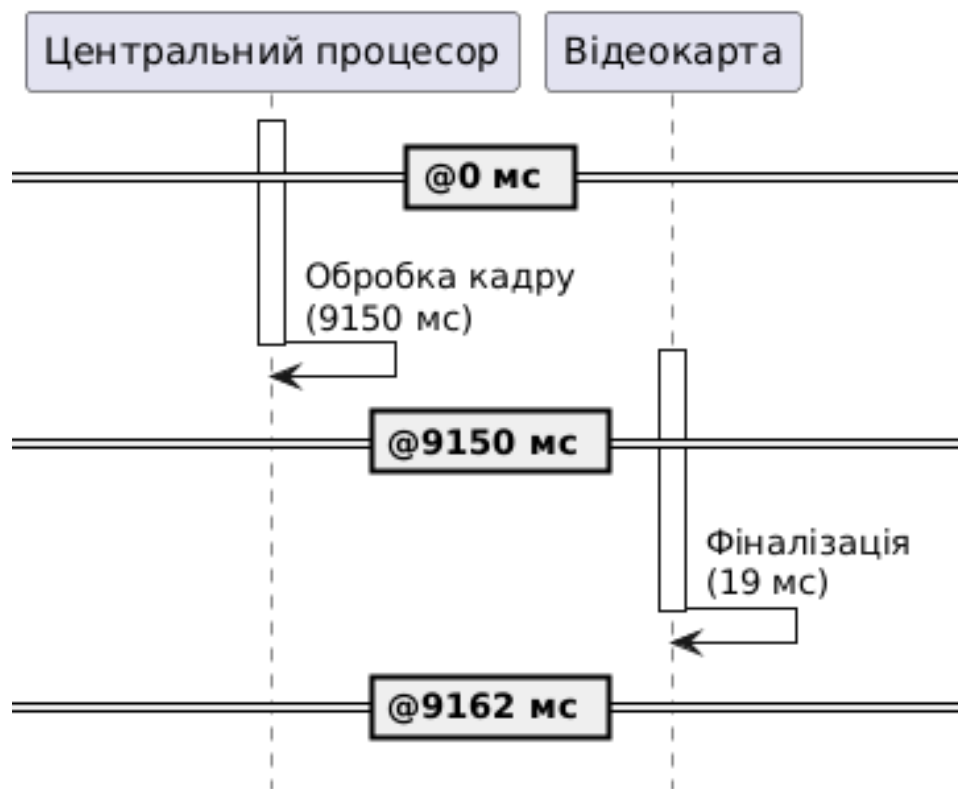 Центральний процесор
Відеокарта
@0 мс
Обробка кадру
(9150 мс)
@9150 мс
Фіналізація
(19 мс)
@9162 мс